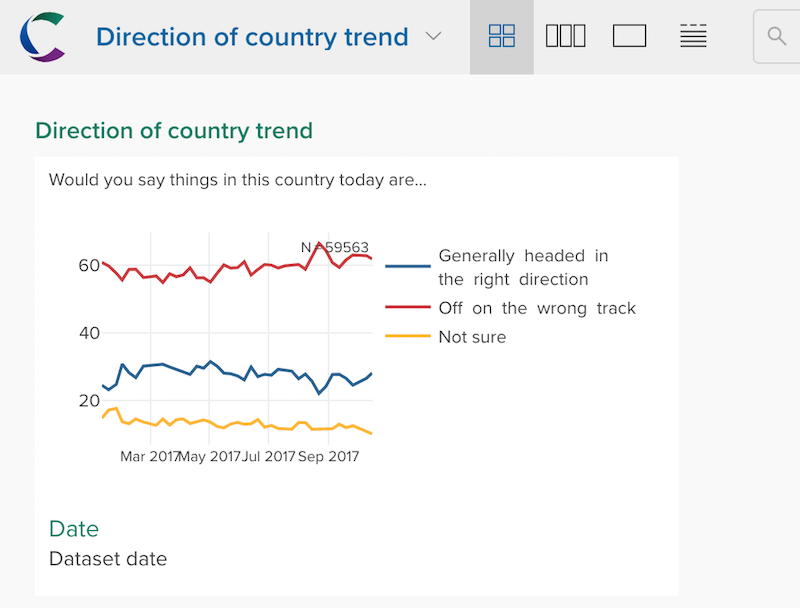 Direction of country trend
Direction of country trend
Would you say things in this country today are...
N = 59563
60
40
20
Generally headed in
the right direction
Off on the wrong track
Not sure
Mar 2017 May 2017 Jul 2017 Sep 2017
Date
Dataset date